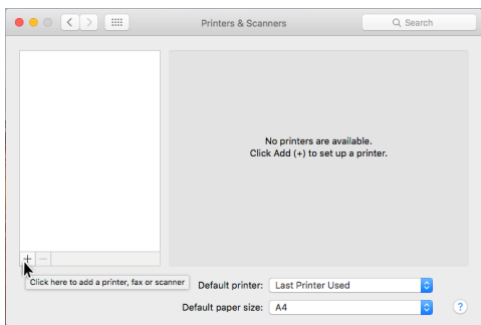 Printers & Scanners
Search
No printers are available.
Click Add (+) to set up a printer.
+ −
Click here to add a printer, fax or scanner
Default printer: Last Printer Used
Default paper size: A4
?